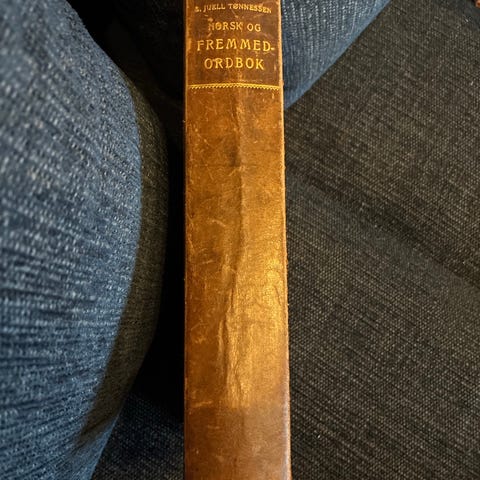 JUELL TØNNESSEN
NORSK OG
FREMMED-
ORDBOK